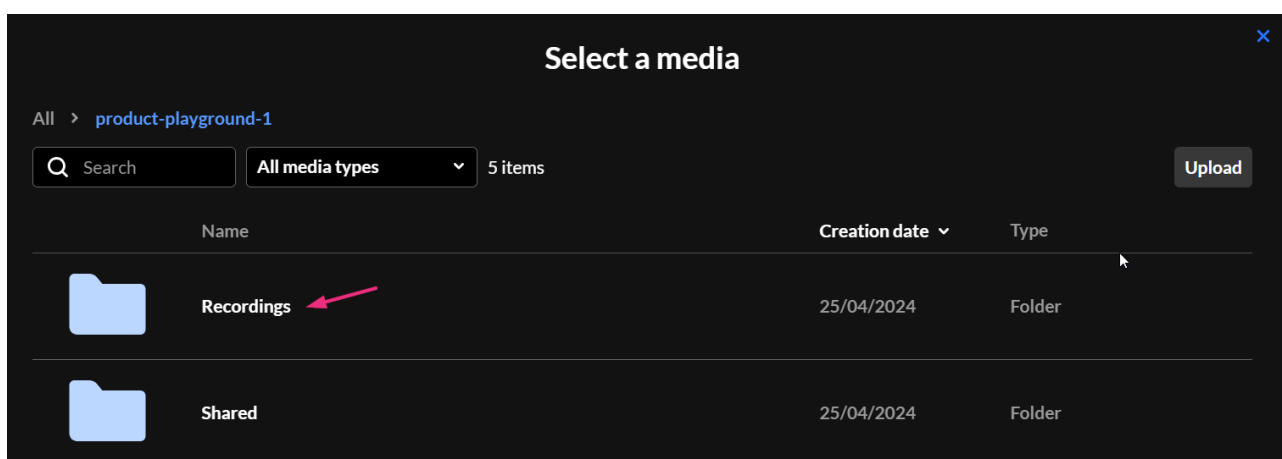 Select a media
All > product-playground-1
Search
All media types
5 items
Upload
Name
Creation date
Type
Recordings
25/04/2024
Folder
Shared
25/04/2024
Folder